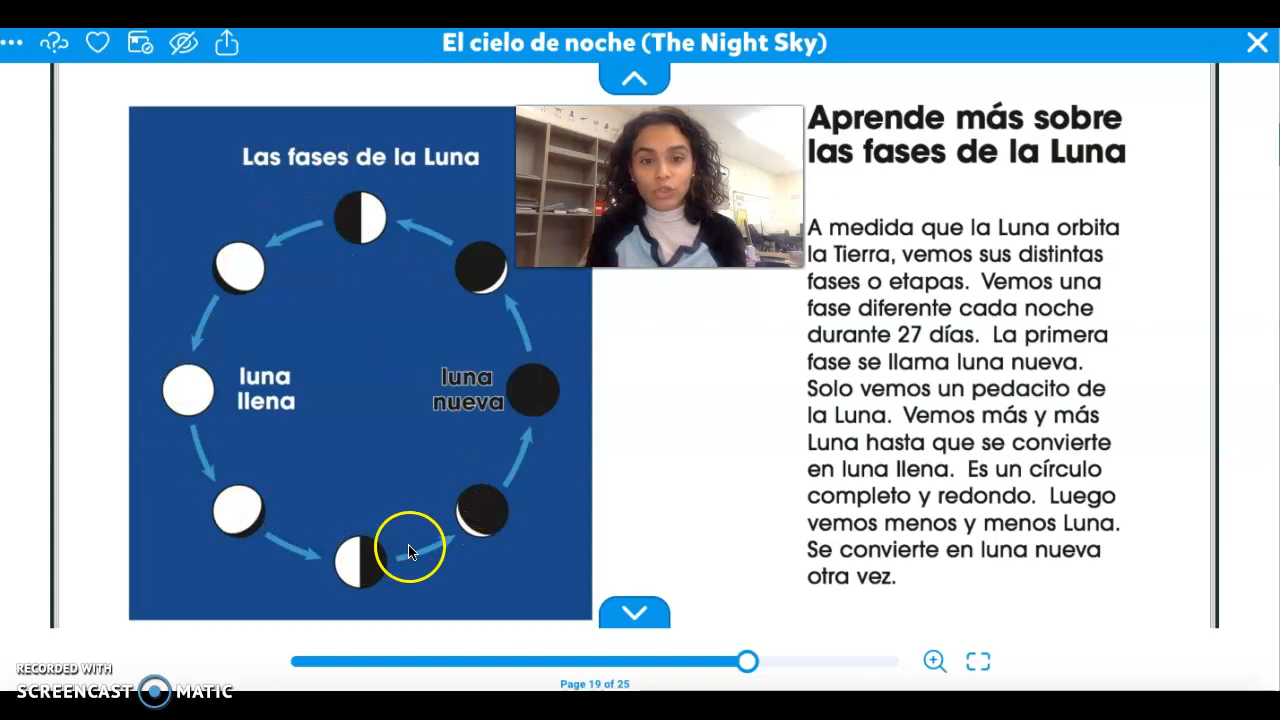 El cielo de noche (The Night Sky)
Las fases de la Luna
luna
llena
luna
nueva
Aprende más sobre
las fases de la Luna
A medida que la Luna orbita
la Tierra, vemos sus distintas
fases o etapas. Vemos una
fase diferente cada noche
durante 27 días. La primera
fase se llama luna nueva.
Solo vemos un pedacito de
la Luna. Vemos más y más
Luna hasta que se convierte
en luna llena. Es un círculo
completo y redondo. Luego
vemos menos y menos Luna.
Se convierte en luna nueva
otra vez.
Page 19 of 25
RECORDED WITH
SCREENCAST MATIC